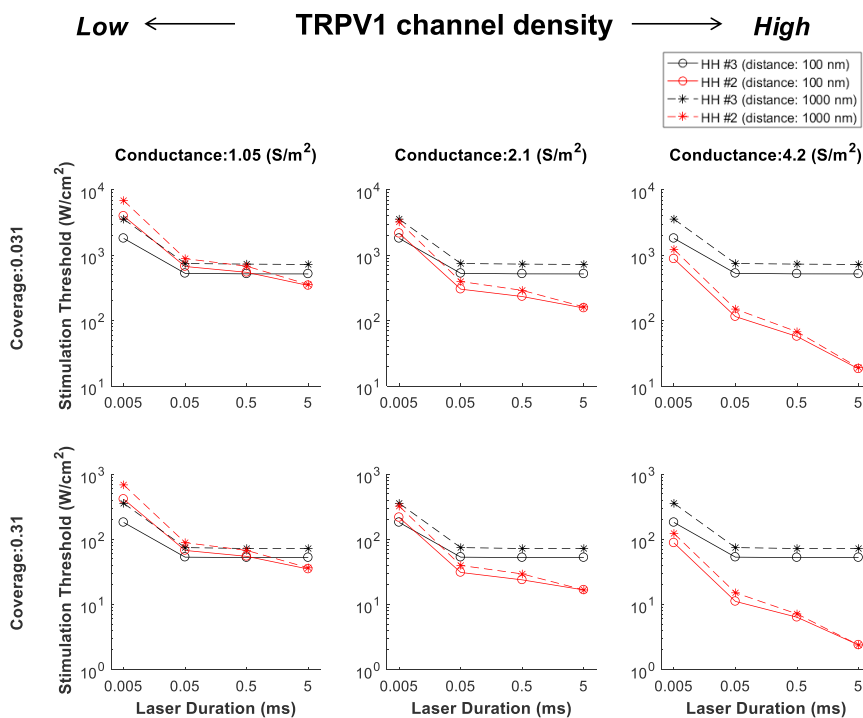 Low TRPV1 channel density High
HH #3 (distance: 100 nm)
HH #2 (distance: 100 nm)
HH #3 (distance: 1000 nm)
HH #2 (distance: 1000 nm)
Conductance:1.05 (S/m²) Conductance:2.1 (S/m²) Conductance:4.2 (S/m²)
Coverage:0.031
Stimulation Threshold (W/cm²)
10⁴ 10⁴ 10⁴
10³ 10³ 10³
10² 10² 10²
10¹ 10¹ 10¹
0.005 0.05 0.5 5 0.005 0.05 0.5 5 0.005 0.05 0.5 5
Coverage:0.31
Stimulation Threshold (W/cm²)
10³ 10³ 10³
10² 10² 10²
10¹ 10¹ 10¹
10⁰ 10⁰ 10⁰
0.005 0.05 0.5 5 0.005 0.05 0.5 5 0.005 0.05 0.5 5
Laser Duration (ms) Laser Duration (ms) Laser Duration (ms)